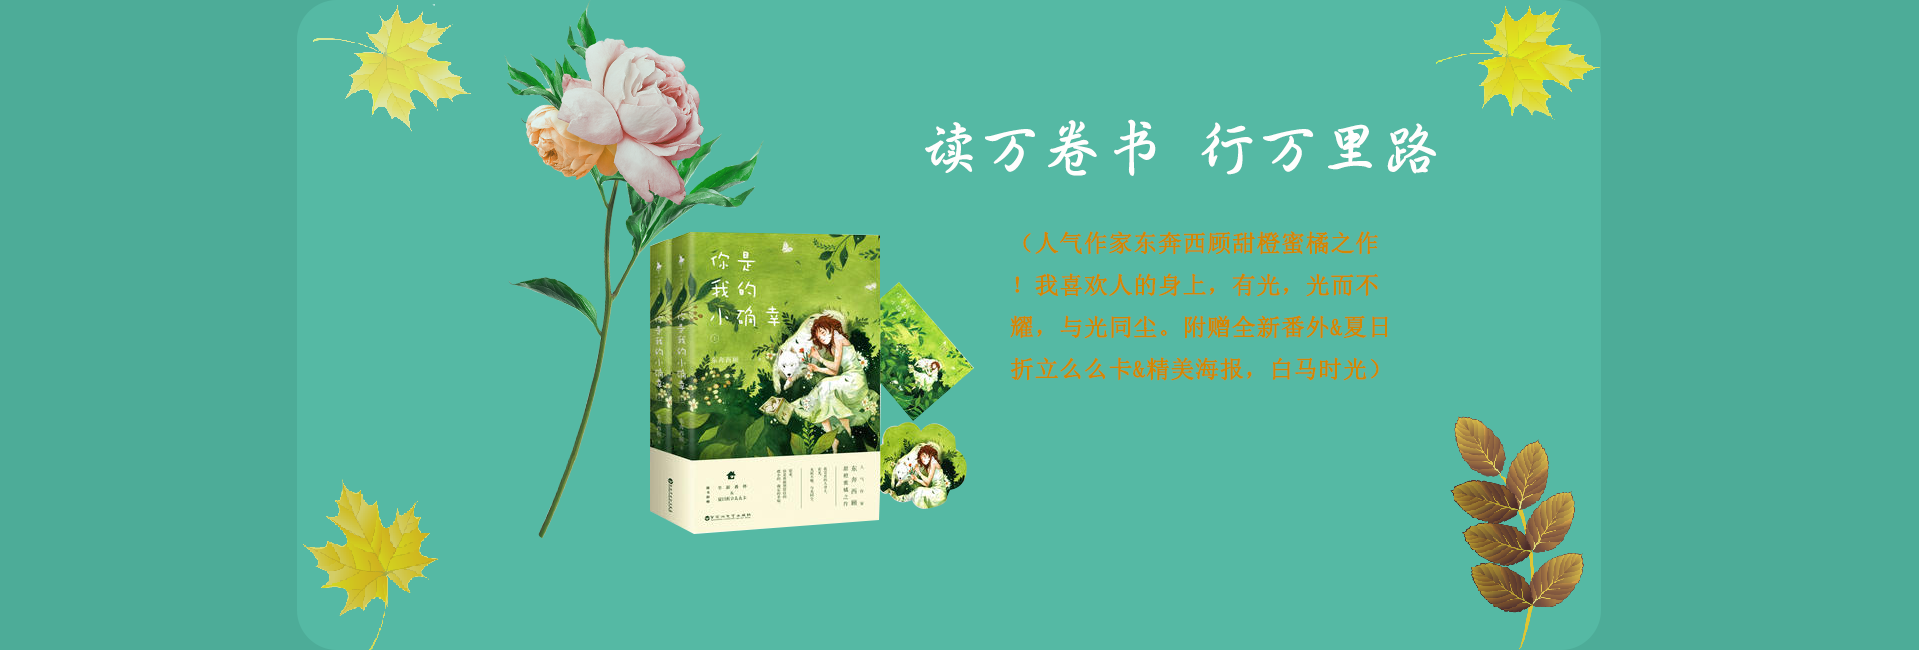 读万卷书 行万里路
（人气作家东奔西顾甜橙蜜橘之作
！我喜欢人的身上，有光，光而不
耀，与光同尘。附赠全新番外&夏日
折立么么卡&精美海报，白马时光）
你是
我的
小确幸
东奔西顾